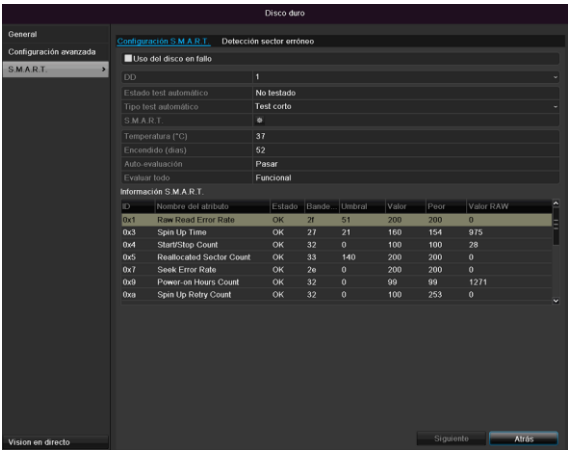 Disco duro
General
Configuración avanzada
S.M.A.R.T. >
Configuración S.M.A.R.T. Detección sector erróneo
Uso del disco en fallo
DD 1
Estado test automático No testado
Tipo test automático Test corto
S.M.A.R.T.
Temperatura (°C) 37
Encendido (dias) 52
Auto-evaluación Pasar
Evaluar todo Funcional
Información S.M.A.R.T.
ID Nombre del atributo Estado Bande... Umbral Valor Peor Valor RAW
0x1 Raw Read Error Rate OK 2f 51 200 200 0
0x3 Spin Up Time OK 27 21 160 154 975
0x4 Start/Stop Count OK 32 0 100 100 28
0x5 Reallocated Sector Count OK 33 140 200 200 0
0x7 Seek Error Rate OK 2e 0 200 200 0
0x9 Power-on Hours Count OK 32 0 99 99 1271
0xa Spin Up Retry Count OK 32 0 100 253 0
Siguiente Atrás
Vision en directo